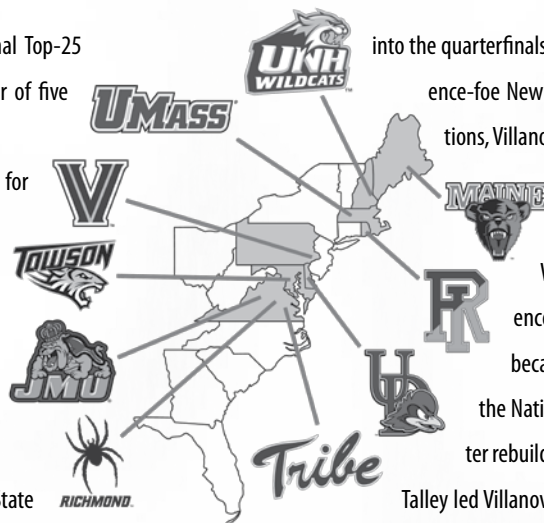 nal Top-25
r of five
for
State
into the quarterfinals
ence-foe New
tions, Villano
ence
beca
the Nati
ter rebuild
Talley led Villanov
UNH
WILDCATS
UMASS
V
MAINE
TOWSON
R
JMU
UD
RICHMOND
Tribe